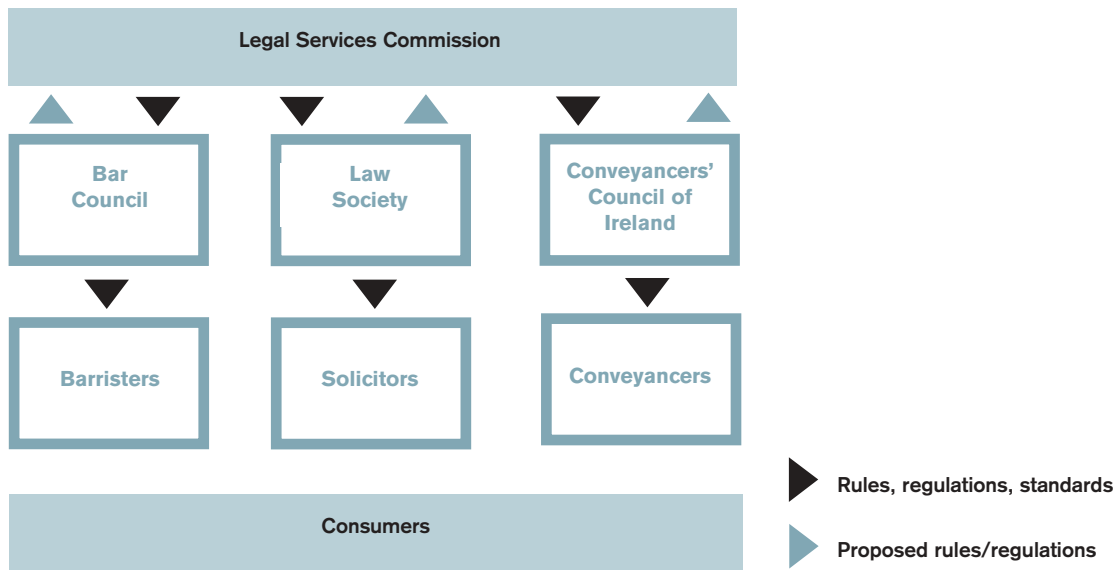 Legal Services Commission
Bar
Council
Law
Society
Conveyancers’
Council of
Ireland
Barristers
Solicitors
Conveyancers
Rules, regulations, standards
Consumers
Proposed rules/regulations